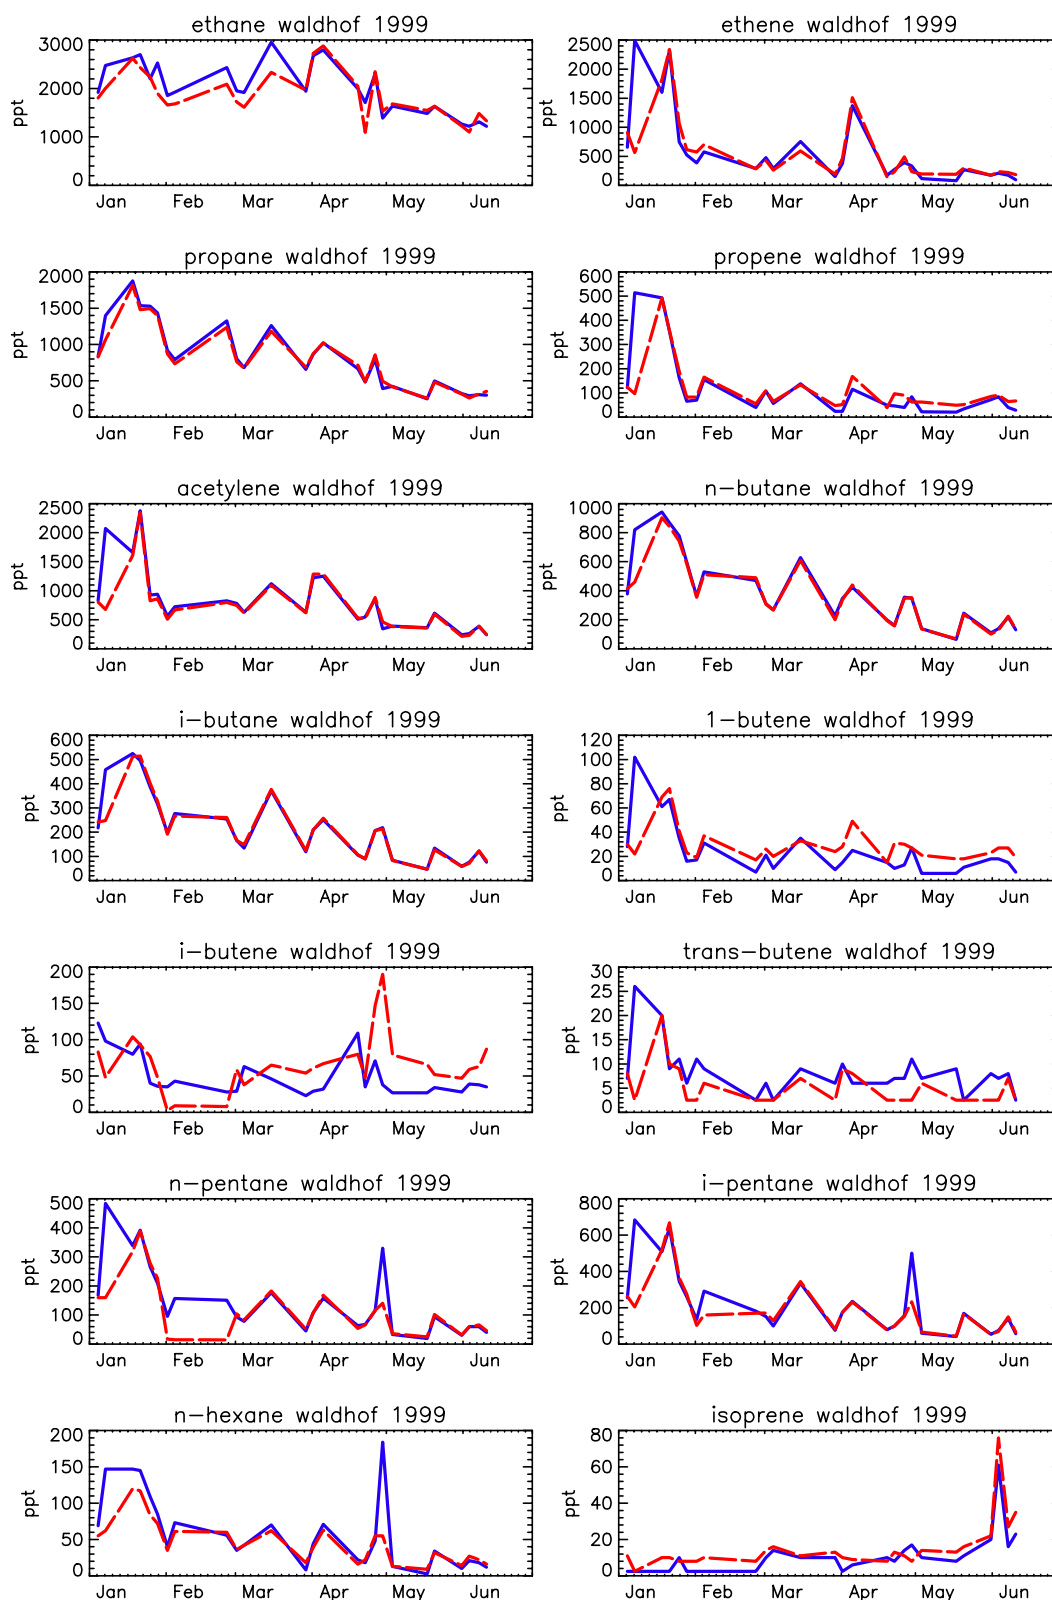 ethane waldhof 1999
3000
2000
1000
0
ppt
Jan Feb Mar Apr May Jun
ethene waldhof 1999
2500
2000
1500
1000
500
0
ppt
Jan Feb Mar Apr May Jun
propane waldhof 1999
2000
1500
1000
500
0
ppt
Jan Feb Mar Apr May Jun
propene waldhof 1999
600
500
400
300
200
100
0
ppt
Jan Feb Mar Apr May Jun
acetylene waldhof 1999
2500
2000
1500
1000
500
0
ppt
Jan Feb Mar Apr May Jun
n-butane waldhof 1999
1000
800
600
400
200
0
ppt
Jan Feb Mar Apr May Jun
i-butane waldhof 1999
600
500
400
300
200
100
0
ppt
Jan Feb Mar Apr May Jun
1-butene waldhof 1999
120
100
80
60
40
20
0
ppt
Jan Feb Mar Apr May Jun
i-butene waldhof 1999
200
150
100
50
0
ppt
Jan Feb Mar Apr May Jun
trans-butene waldhof 1999
30
25
20
15
10
5
0
ppt
Jan Feb Mar Apr May Jun
n-pentane waldhof 1999
500
400
300
200
100
0
ppt
Jan Feb Mar Apr May Jun
i-pentane waldhof 1999
800
600
400
200
0
ppt
Jan Feb Mar Apr May Jun
n-hexane waldhof 1999
200
150
100
50
0
ppt
Jan Feb Mar Apr May Jun
isoprene waldhof 1999
80
60
40
20
0
ppt
Jan Feb Mar Apr May Jun